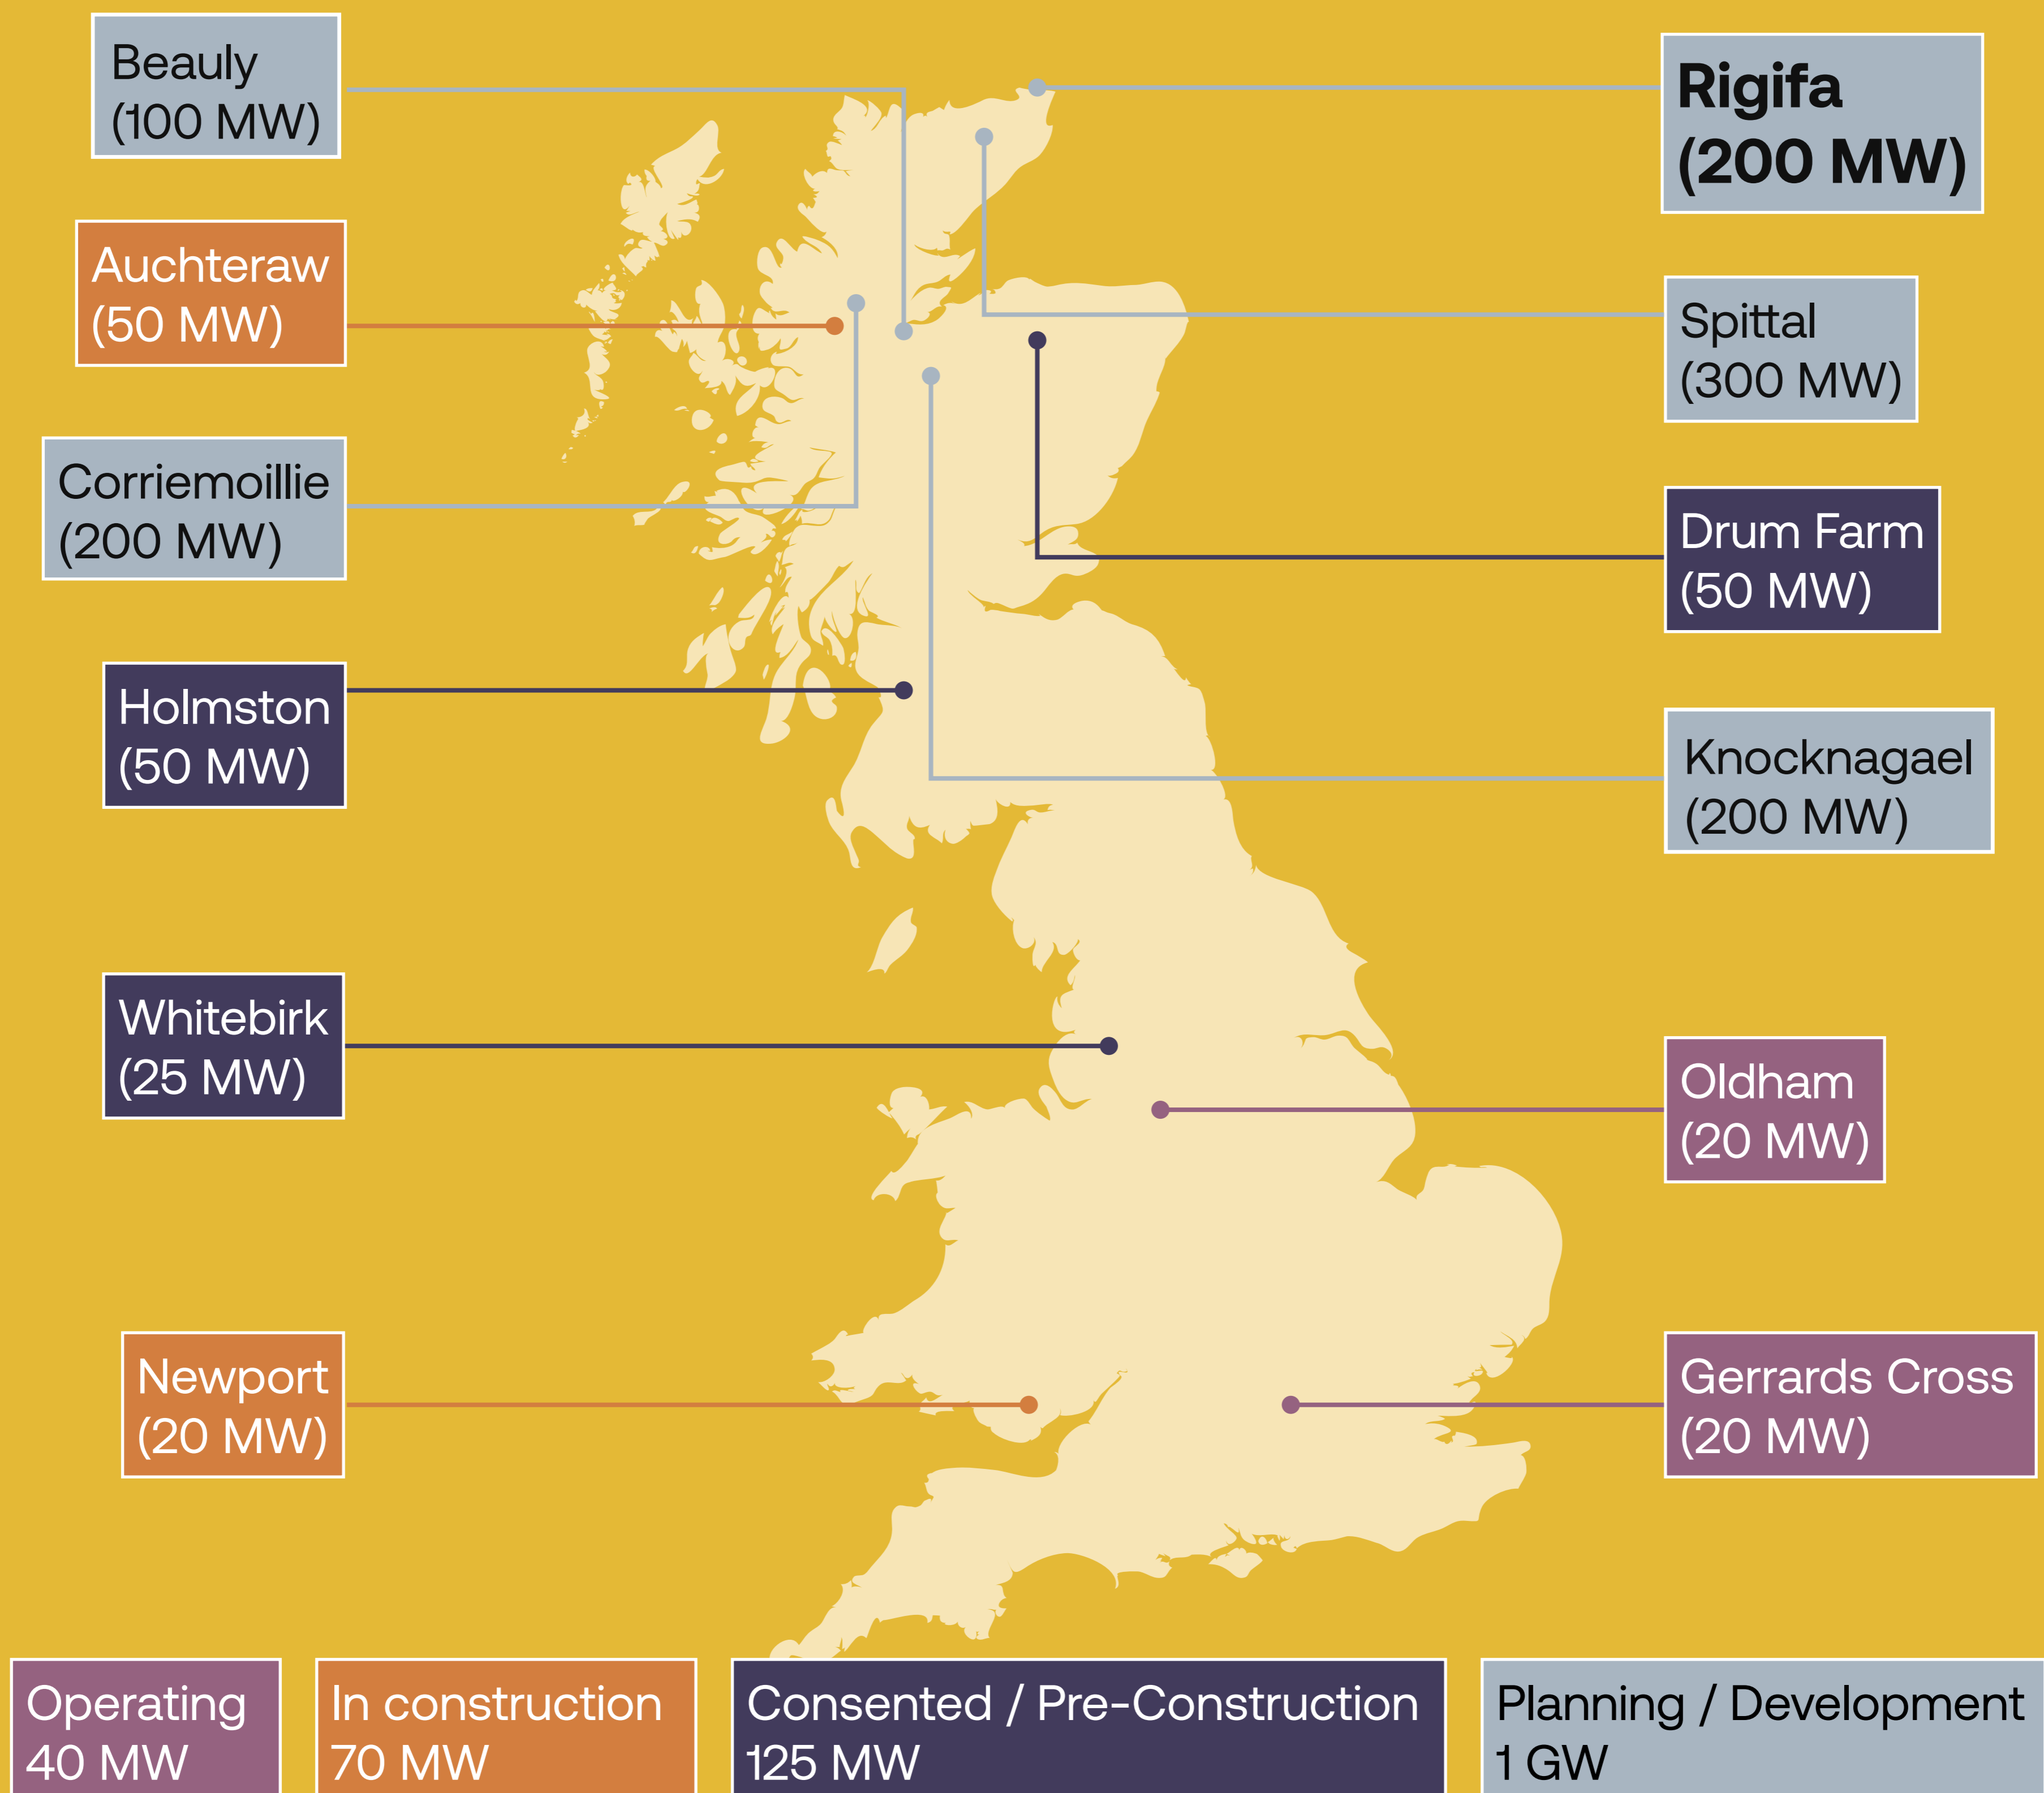 Beauly
(100 MW)
Rigifa
(200 MW)
Auchteraw
(50 MW)
Spittal
(300 MW)
Corriemoillie
(200 MW)
Drum Farm
(50 MW)
Holmston
(50 MW)
Knocknagael
(200 MW)
Whitebirk
(25 MW)
Oldham
(20 MW)
Newport
(20 MW)
Gerrards Cross
(20 MW)
Operating
40 MW
In construction
70 MW
Consented / Pre-Construction
125 MW
Planning / Development
1 GW